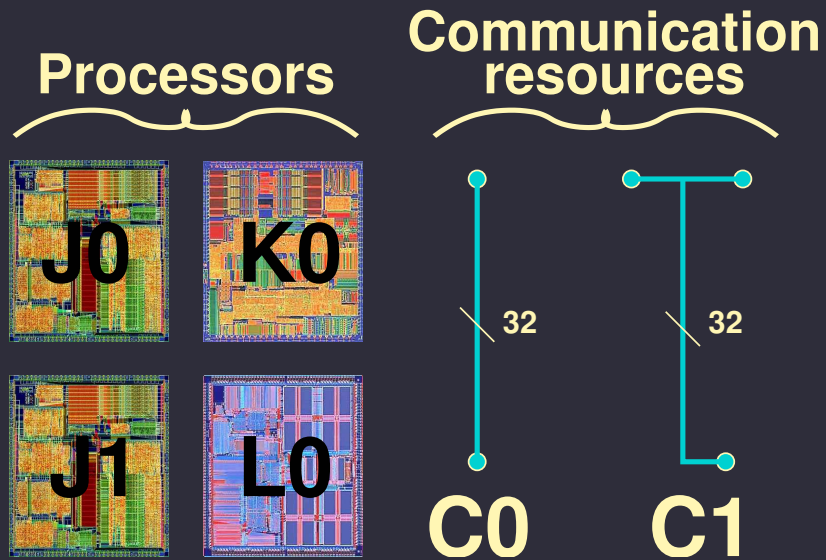 Processors
Communication
resources
J0
K0
32
32
J1
L0
C0
C1